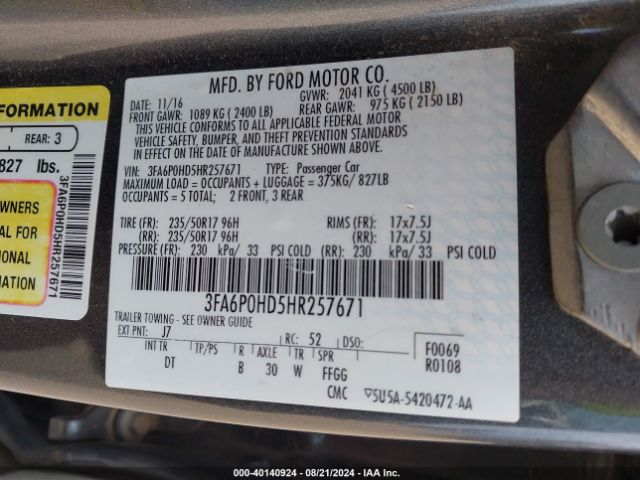 MFD. BY FORD MOTOR CO.
11/16 GVWR: 2041 KG ( 4500 LB)
FRONT GAWR: 1089 KG ( 2400 LB) REAR GAWR: 975 KG ( 2150 LB)
THIS VEHICLE CONFORMS TO ALL APPLICABLE FEDERAL MOTOR
VEHICLE SAFETY, BUMPER, AND THEFT PREVENTION STANDARDS
IN EFFECT ON THE DATE OF MANUFACTURE SHOWN ABOVE.
VIN: 3FA6P0HD5HR257671 TYPE: Passenger Car
MAXIMUM LOAD = OCCUPANTS + LUGGAGE = 375KG/ 827LB
OCCUPANTS = 5 TOTAL; 2 FRONT, 3 REAR
TIRE (FR): 235/50R17 96H RIMS (FR): 17x7.5J
(RR): 235/50R17 96H (RR): 17x7.5J
PRESSURE (FR): 230 kPa/ 33 PSI COLD (RR): 230 kPa/ 33 PSI COLD
3FA6P0HD5HR257671
TRAILER TOWING - SEE OWNER GUIDE
EXT PNT: J7 RC: 52 DSO: F0069
INT TR TP/PS R AXLE TR SPR R0108
DT B 30 W FFGG
CMC 5U5A-5420472-AA
FORMATION
REAR: 3
827 lbs.
3FA6P0HD5HR257671
OWNERS
AL FOR
TIONAL
MATION
000-40140924 - 08/21/2024 - IAA Inc.